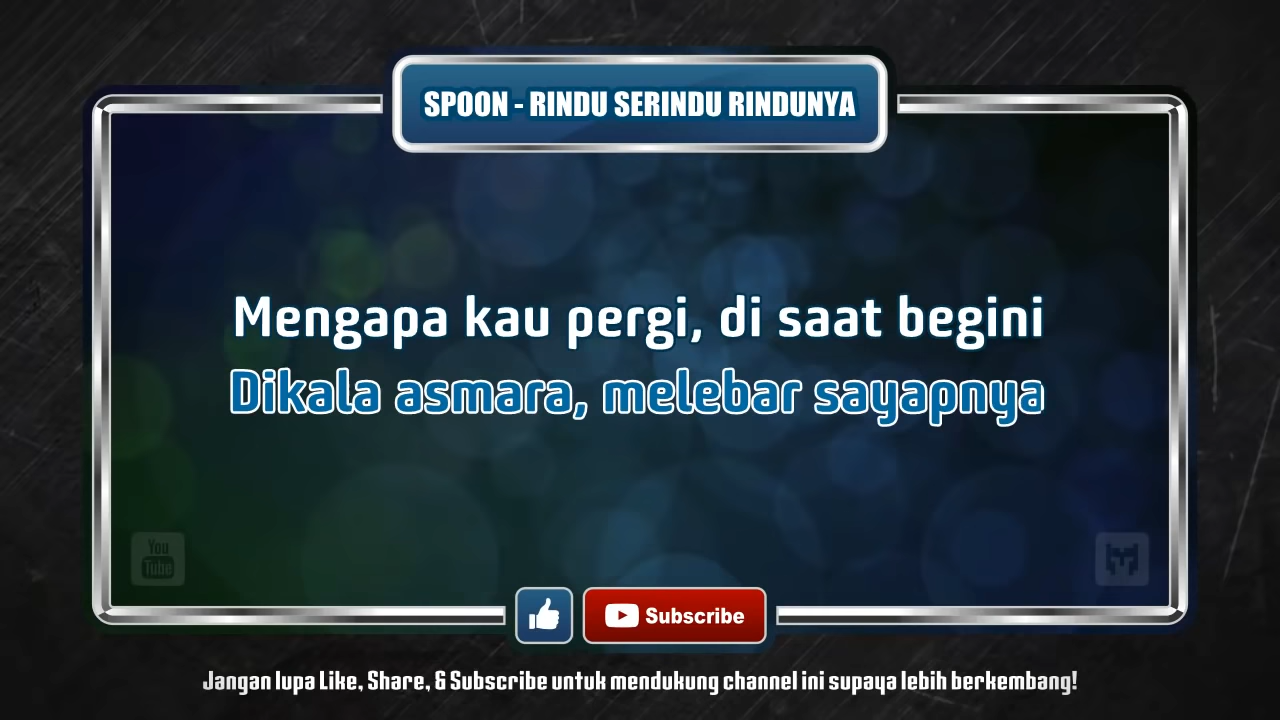 SPOON - RINDU SERINDU RINDUNYA
Mengapa kau pergi, di saat begini
Dikala asmara, melebar sayapnya
You
Tube
Subscribe
Jangan lupa Like, Share, & Subscribe untuk mendukung channel ini supaya lebih berkembang!